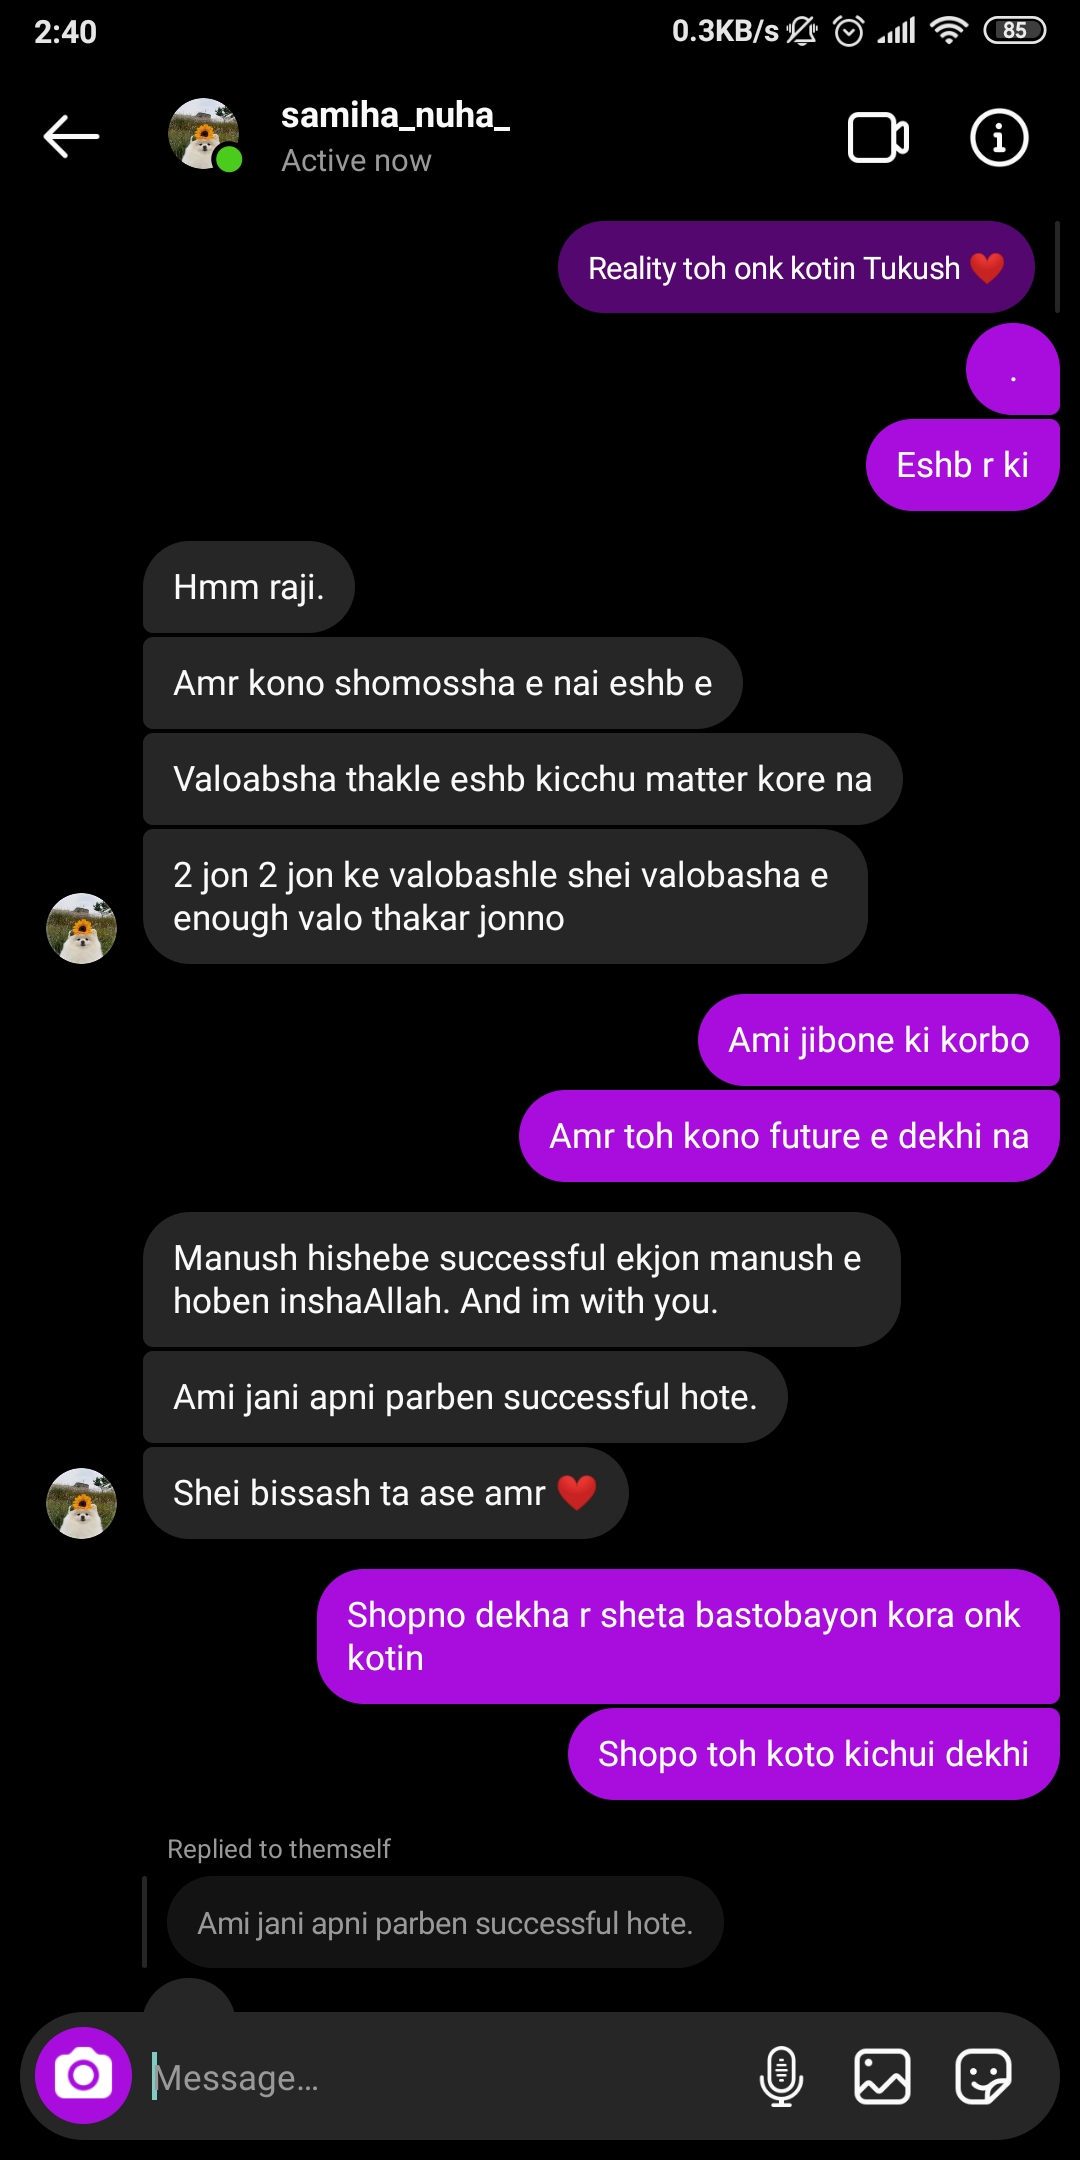 2:40
0.3KB/s
85
samiha_nuha_
Active now
Reality toh onk kotin Tukush ❤️
.
Eshb r ki
Hmm raji.
Amr kono shomossha e nai eshb e
Valoabsha thakle eshb kicchu matter kore na
2 jon 2 jon ke valobashle shei valobasha e
enough valo thakar jonno
Ami jibone ki korbo
Amr toh kono future e dekhi na
Manush hishebe successful ekjon manush e
hoben inshaAllah. And im with you.
Ami jani apni parben successful hote.
Shei bissash ta ase amr ❤️
Shopno dekha r sheta bastobayon kora onk
kotin
Shopo toh koto kichui dekhi
Replied to themself
Ami jani apni parben successful hote.
Message...